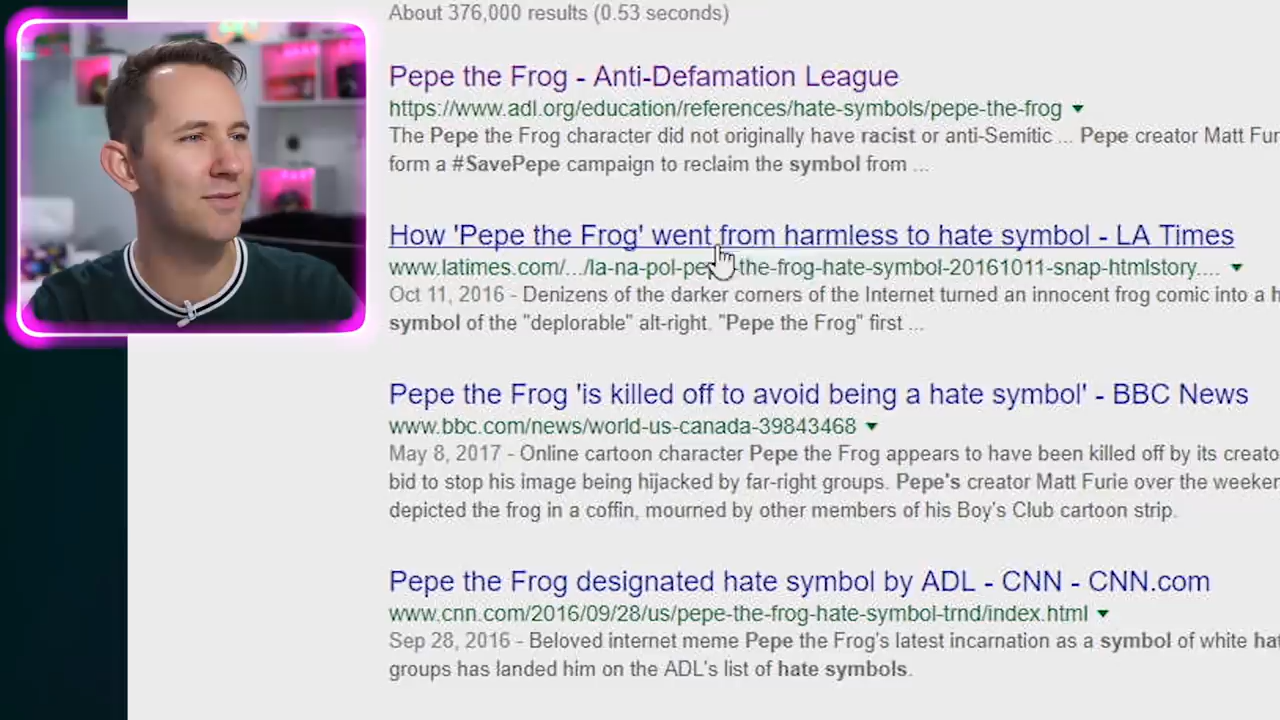 About 376,000 results (0.53 seconds)
Pepe the Frog - Anti-Defamation League
https://www.adl.org/education/references/hate-symbols/pepe-the-frog
The Pepe the Frog character did not originally have racist or anti-Semitic ... Pepe creator Matt
form a #SavePepe campaign to reclaim the symbol from ...
How 'Pepe the Frog' went from harmless to hate symbol - LA Times
www.latimes.com/.../la-na-pol-pe the-frog-hate-symbol-20161011-snap-htmlstory....
Oct 11, 2016 - Denizens of the darker corners of the Internet turned an innocent frog comic into a
symbol of the "deplorable" alt-right. "Pepe the Frog" first ...
Pepe the Frog 'is killed off to avoid being a hate symbol' - BBC News
www.bbc.com/news/world-us-canada-39843468
May 8, 2017 - Online cartoon character Pepe the Frog appears to have been killed off by its
bid to stop his image being hijacked by far-right groups. Pepe's creator Matt Furie over the
depicted the frog in a coffin, mourned by other members of his Boy's Club cartoon strip.
Pepe the Frog designated hate symbol by ADL - CNN - CNN.com
www.cnn.com/2016/09/28/us/pepe-the-frog-hate-symbol-trnd/index.html
Sep 28, 2016 - Beloved internet meme Pepe the Frog's latest incarnation as a symbol of white
groups has landed him on the ADL's list of hate symbols.